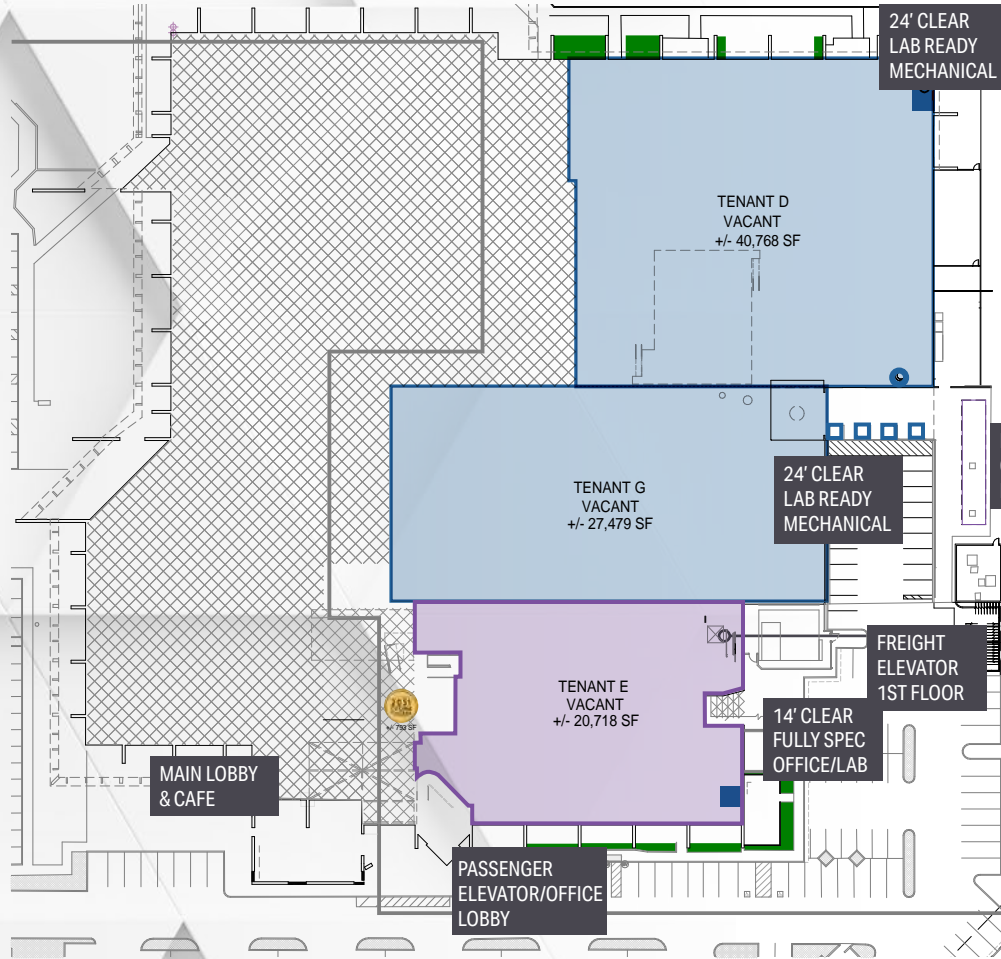 24' CLEAR
LAB READY
MECHANICAL
TENANT D
VACANT
+/- 40,768 SF
TENANT G
VACANT
+/- 27,479 SF
24' CLEAR
LAB READY
MECHANICAL
FREIGHT
ELEVATOR
1ST FLOOR
TENANT E
VACANT
+/- 20,718 SF
14' CLEAR
FULLY SPEC
OFFICE/LAB
+/- 793 SF
MAIN LOBBY
& CAFE
PASSENGER
ELEVATOR/OFFICE
LOBBY